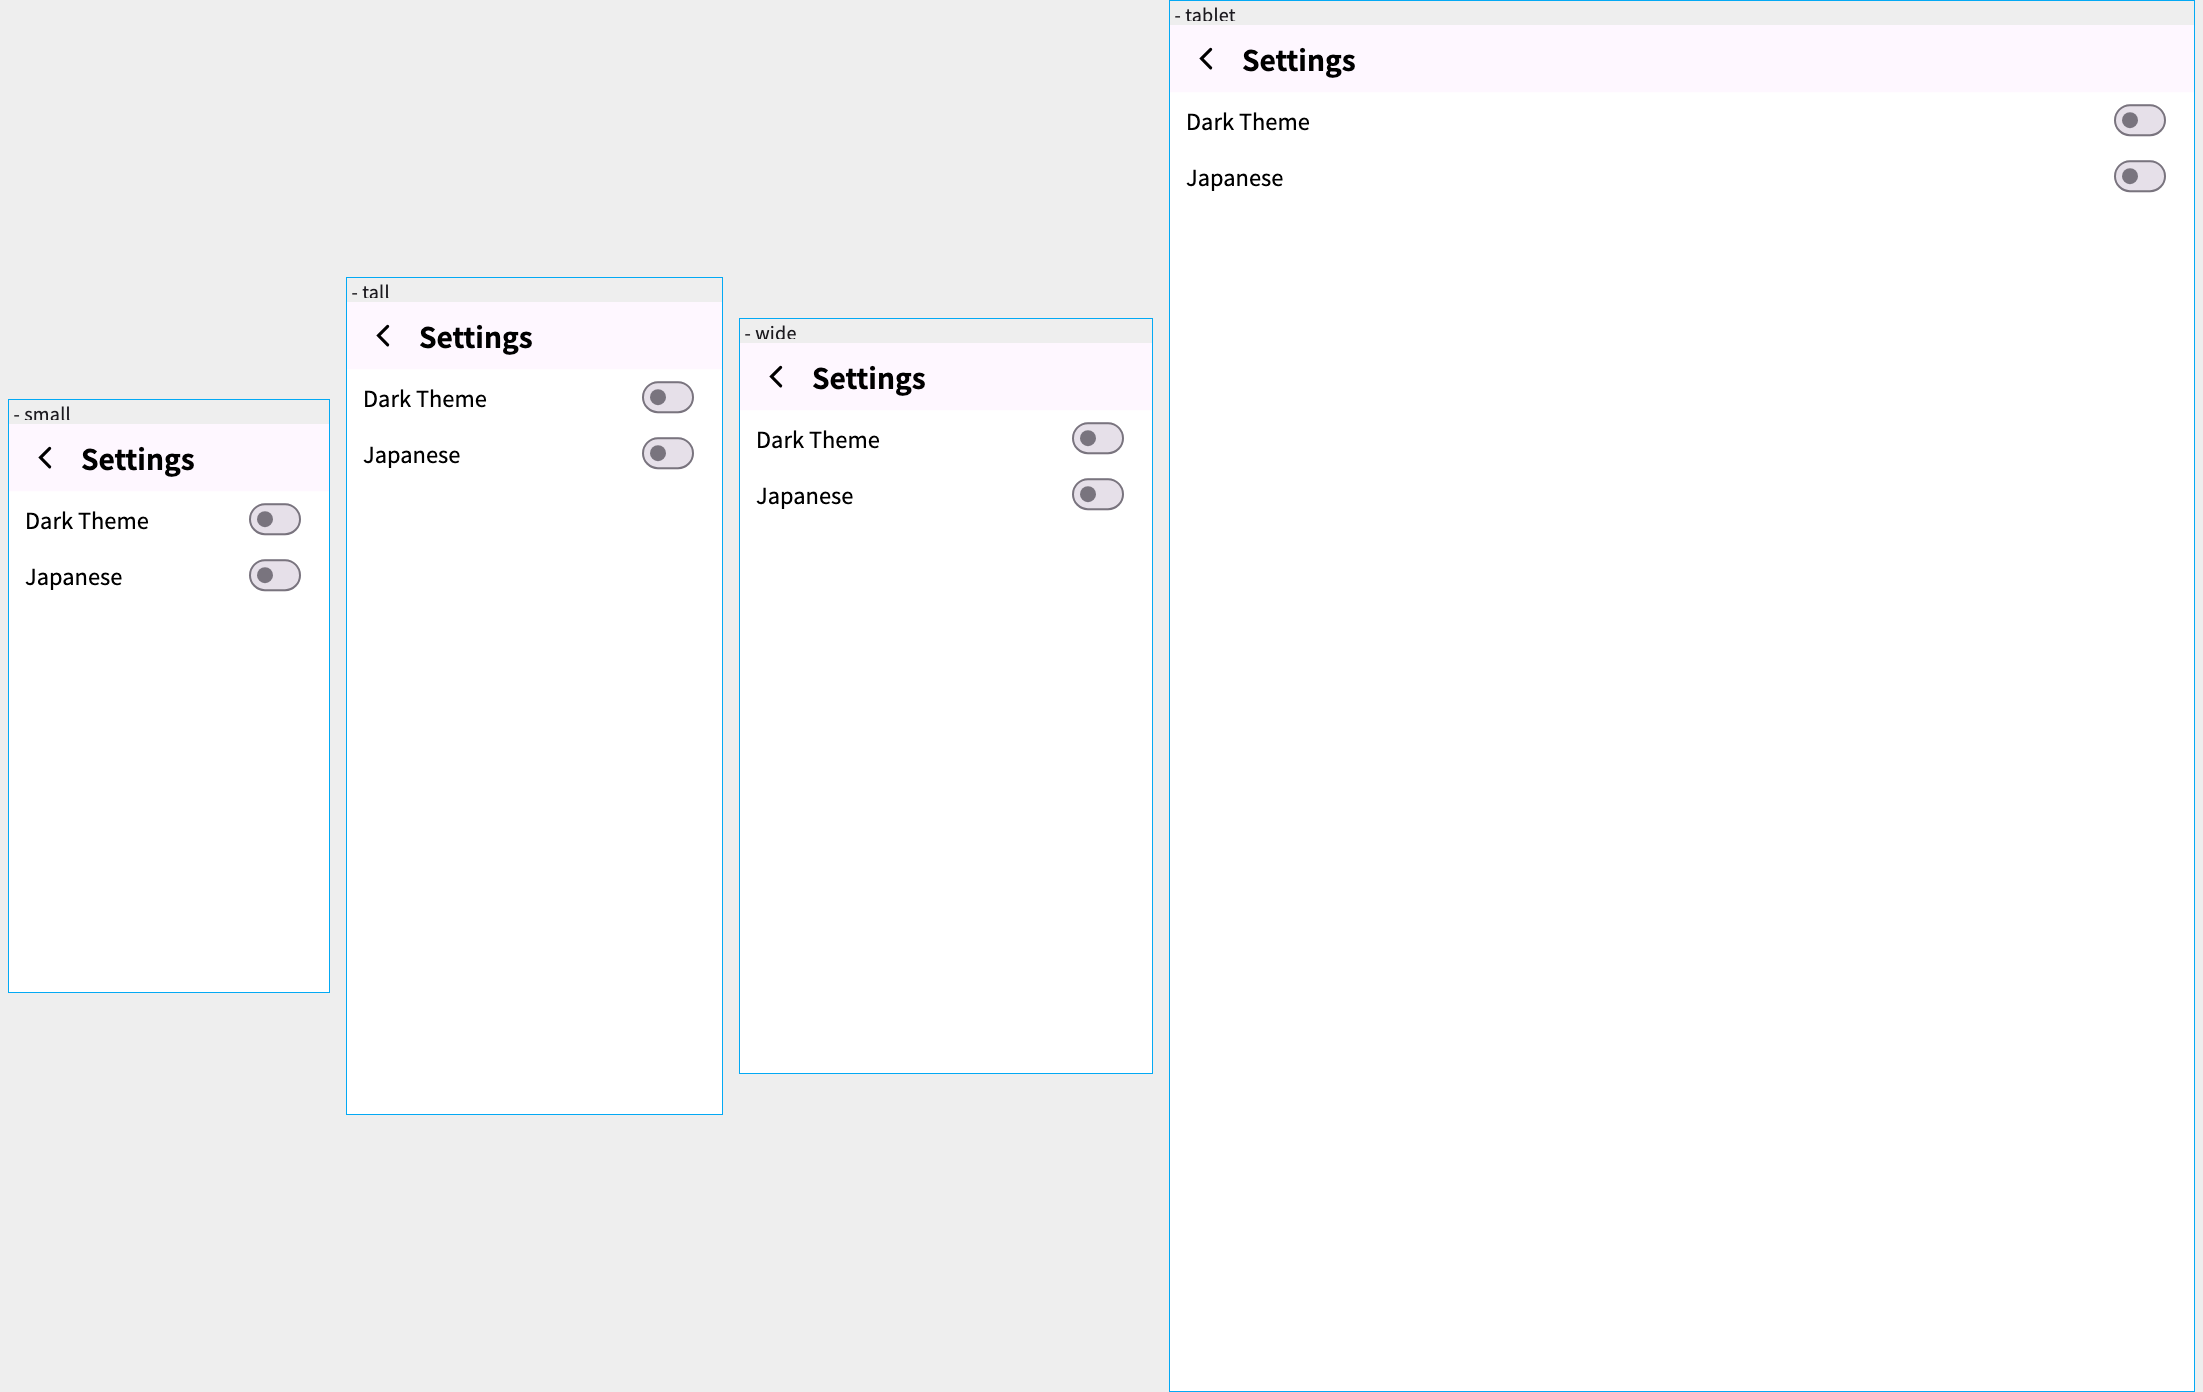 - small
Settings
Dark Theme
Japanese
- tall
Settings
Dark Theme
Japanese
- wide
Settings
Dark Theme
Japanese
- tablet
Settings
Dark Theme
Japanese